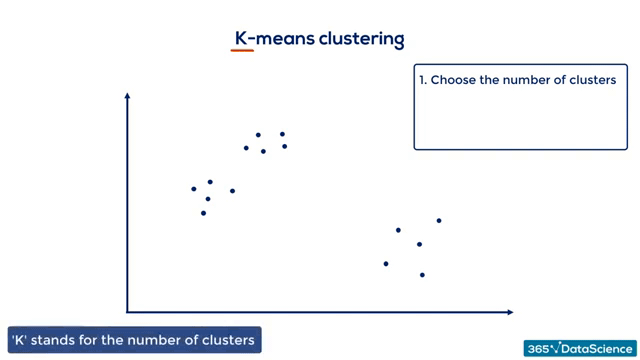 K-means clustering
1. Choose the number of clusters
'K' stands for the number of clusters
365 DataScience